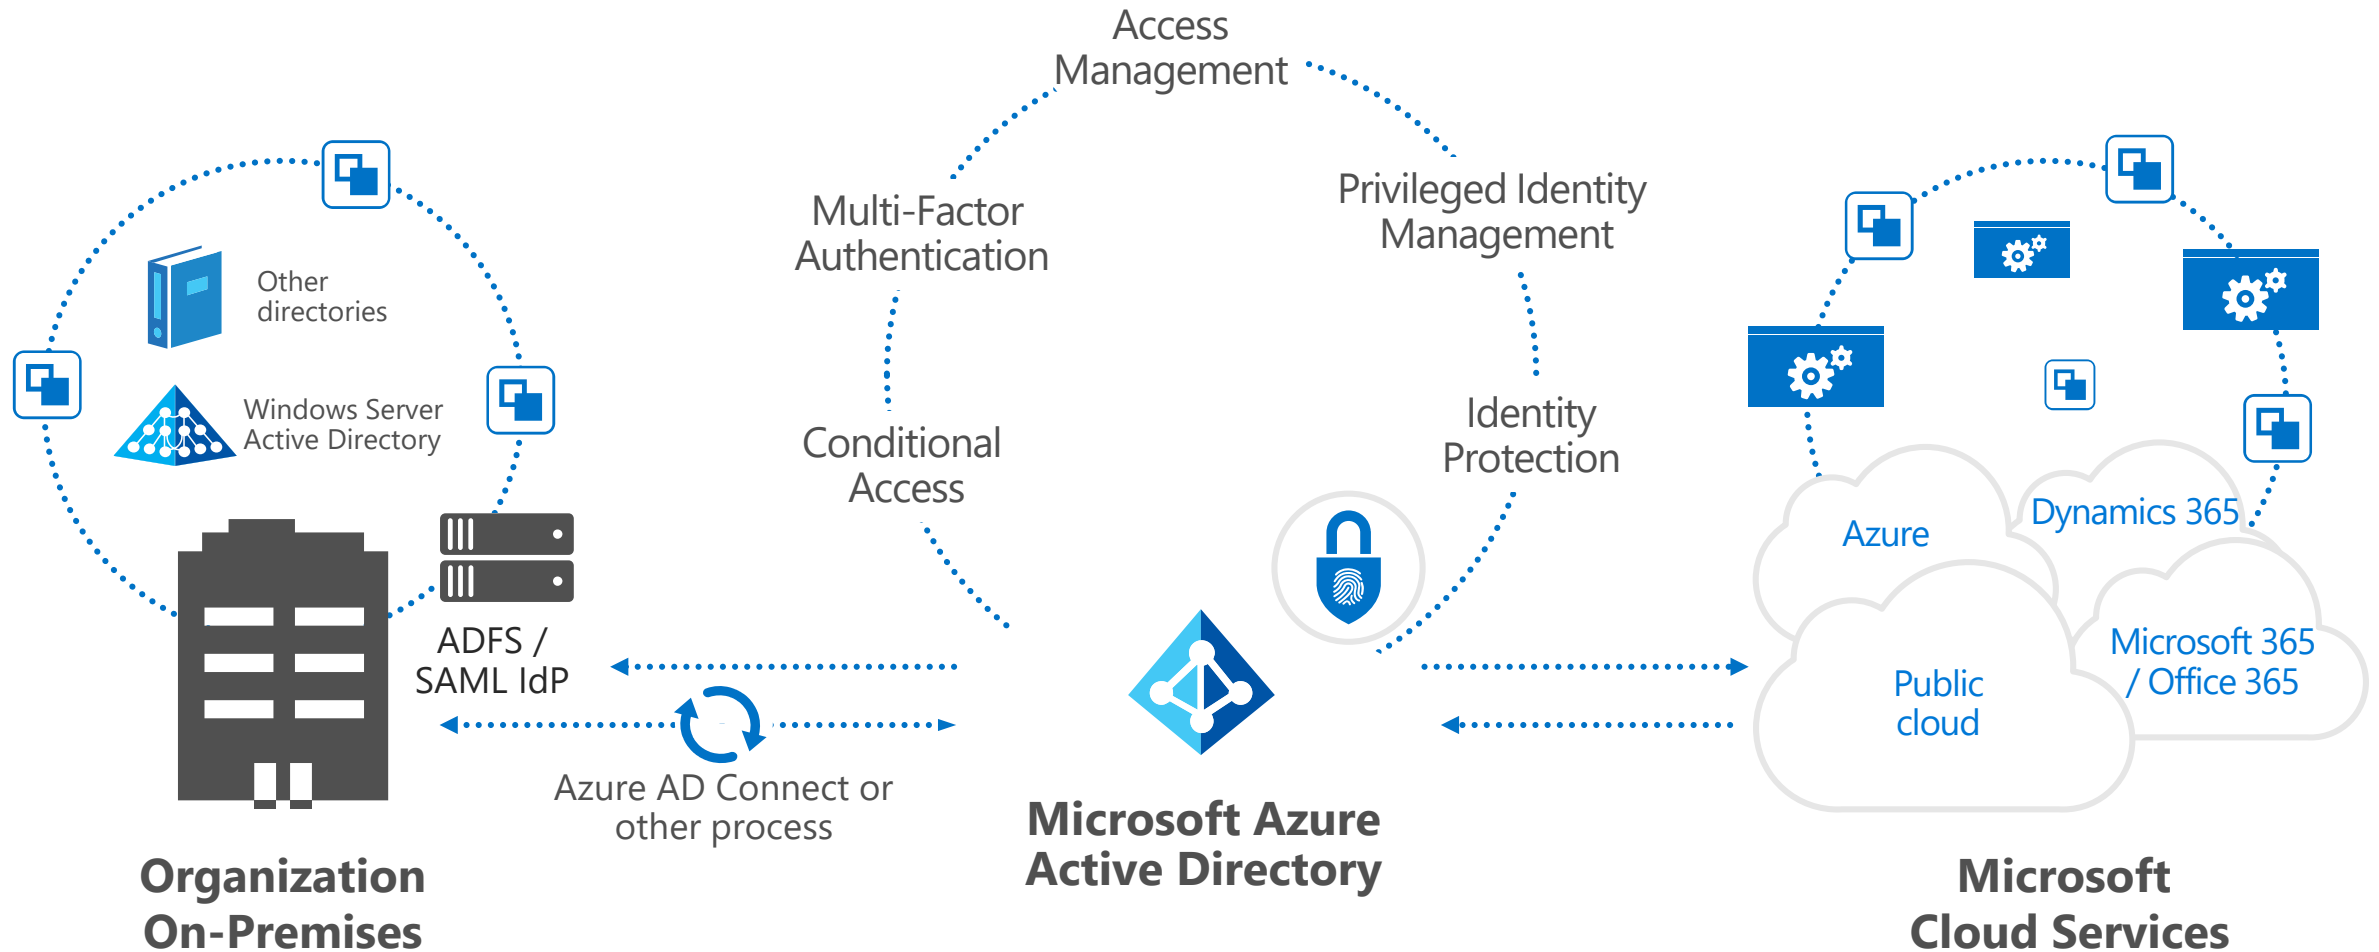 Access
Management
Multi-Factor
Authentication
Privileged Identity
Management
Other
directories
Windows Server
Active Directory
Conditional
Access
Identity
Protection
ADFS /
SAML IdP
Azure AD Connect or
other process
Azure
Dynamics 365
Microsoft 365
/ Office 365
Public
cloud
Organization
On-Premises
Microsoft Azure
Active Directory
Microsoft
Cloud Services